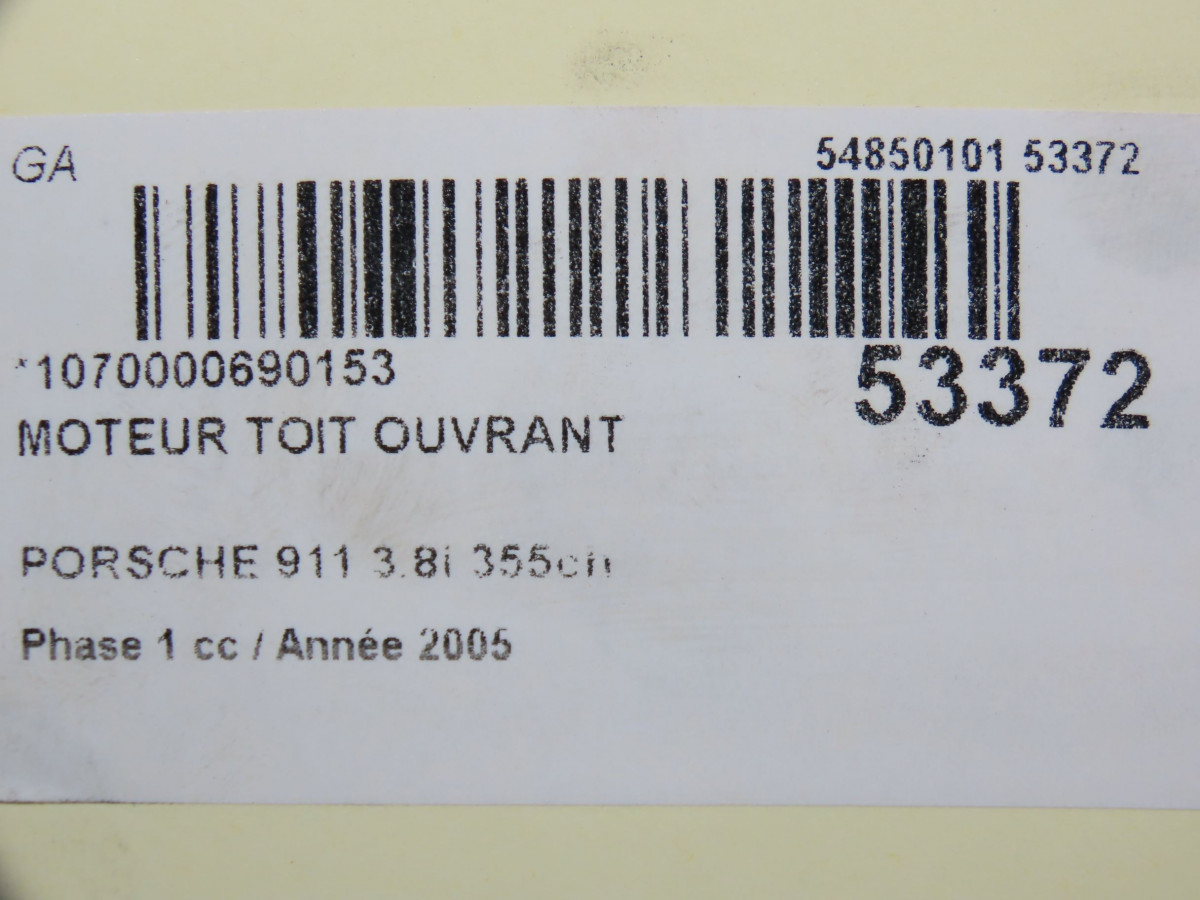 GA
54850101 53372
*1070000690153
53372
MOTEUR TOIT OUVRANT
PORSCHE 911 3.8i 355ch
Phase 1 cc / Année 2005